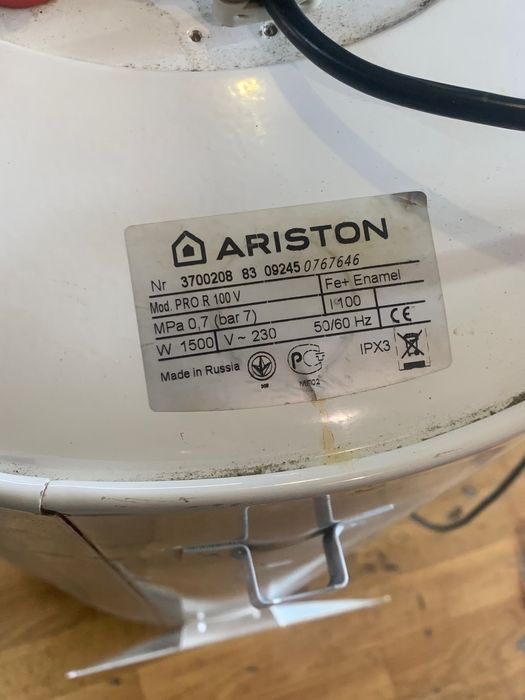 ARISTON
Nr 3700208 83 09245 0767646
Mod. PRO R 100 V Fe+ Enamel
MPa 0,7 (bar 7) l 100
W 1500 V ~ 230 50/60 Hz CE
Made in Russia IPX3